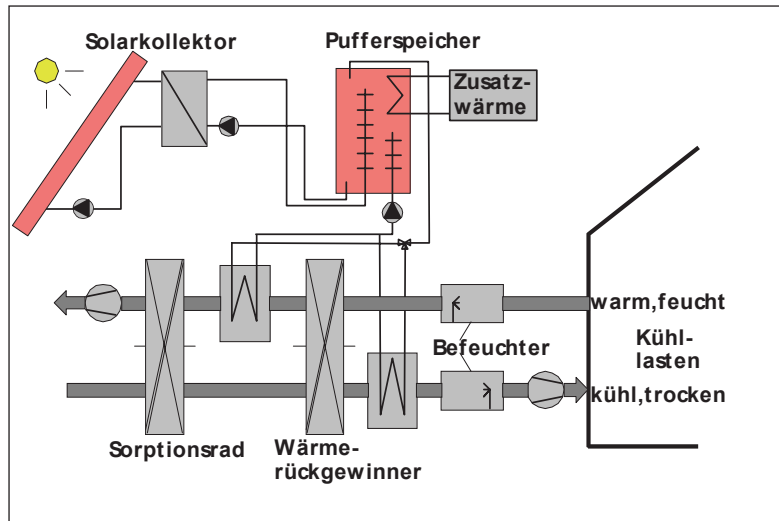 Solarkollektor
Pufferspeicher
Zusatz-
wärme
warm,feucht
Befeuchter
Kühl-
lasten
kühl,trocken
Sorptionsrad
Wärme-
rückgewinner